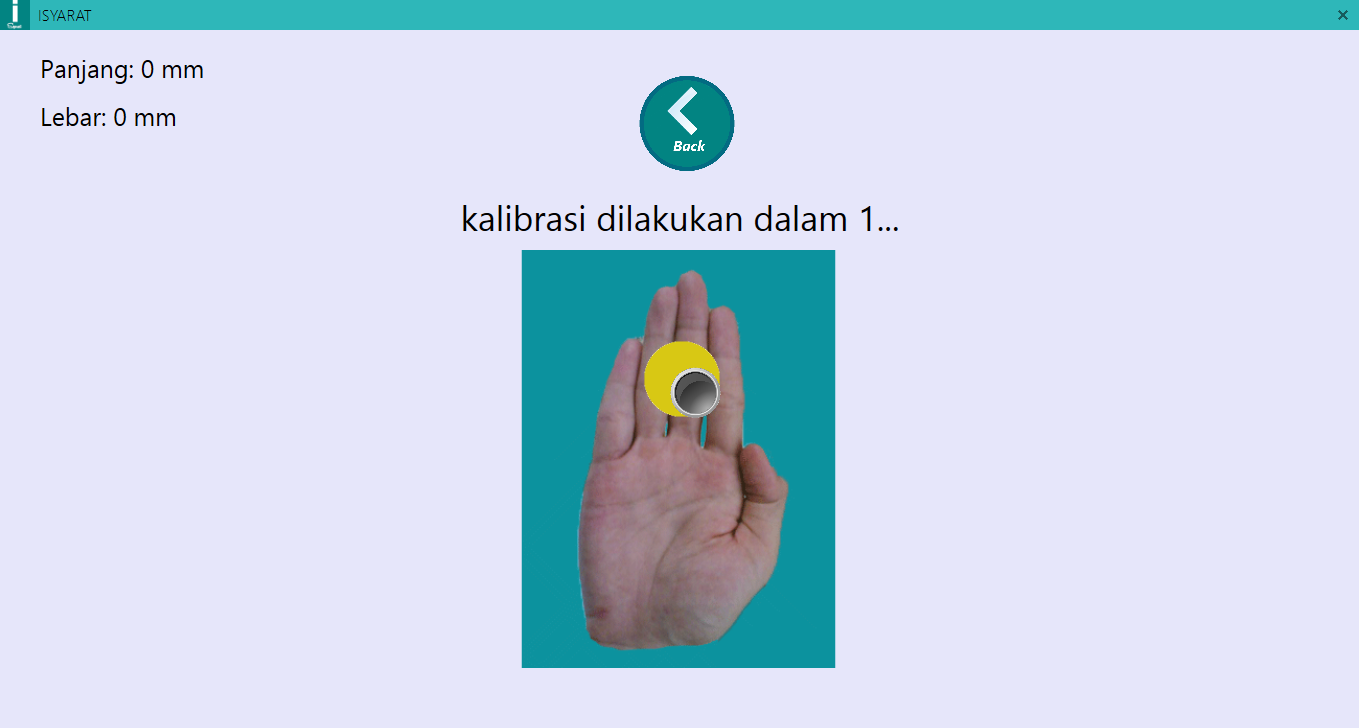 ISYARAT
Panjang: 0 mm
Lebar: 0 mm
Back
kalibrasi dilakukan dalam 1...